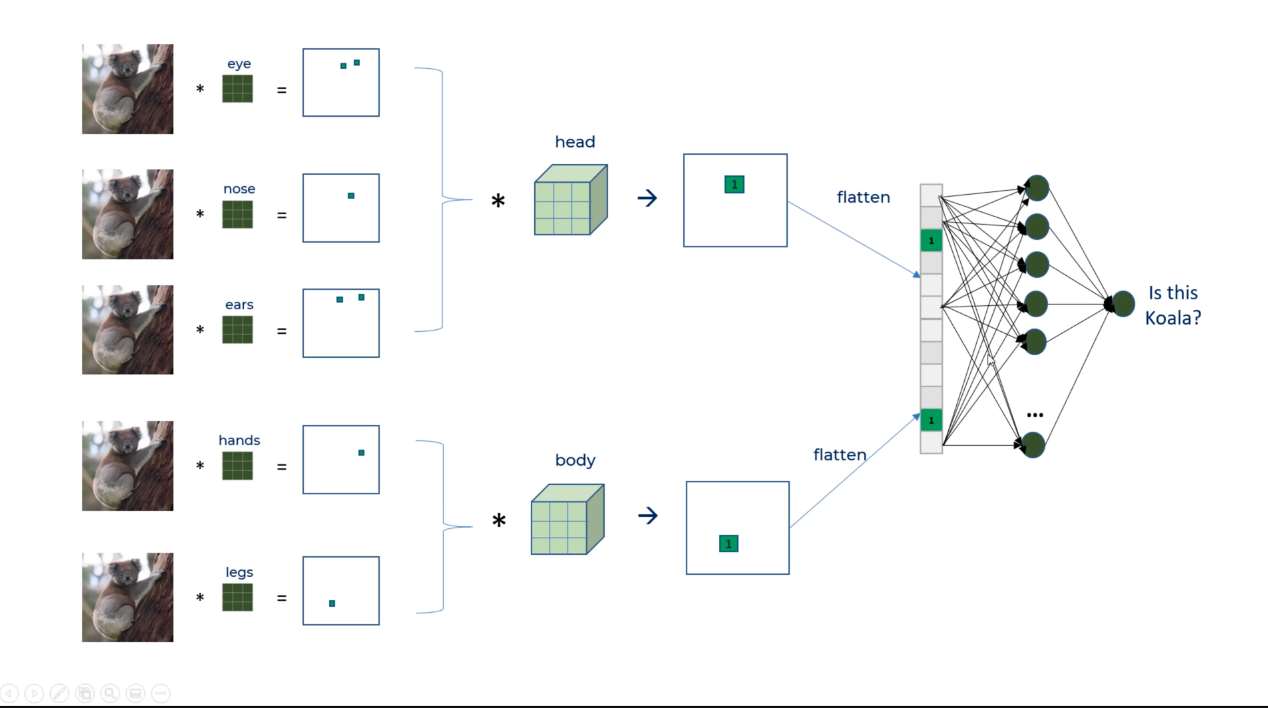 eye
* =
nose
* =
ears
* =
hands
* =
legs
* =
head
* →
1
body
* →
1
flatten
flatten
1
1
...
Is this
Koala?